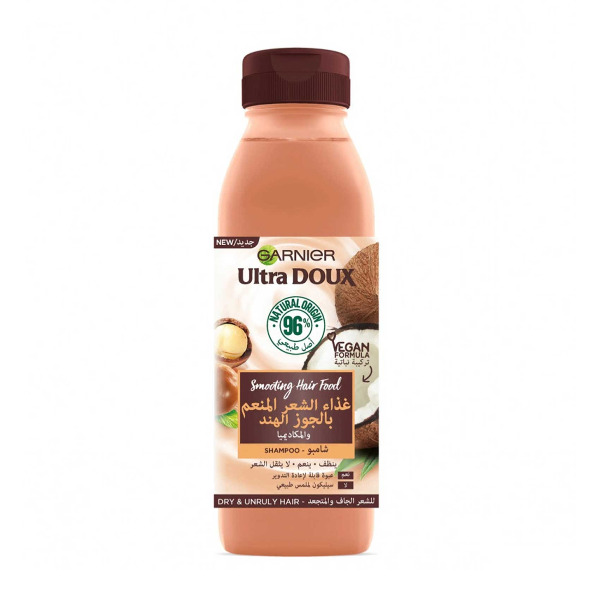 NEW/جديد
GARNIER
Ultra DOUX
NATURAL ORIGIN
96%
أصل طبيعي
VEGAN
FORMULA
تركيبة نباتية
Smooting Hair Food
غذاء الشعر المنعم
بالجوز الهند
والمكاديميا
SHAMPOO - شامبو
ينظف • ينعم • لا يثقل الشعر
نعم عبوة قابلة لإعادة التدوير
لا سيليكون لملمس طبيعي
DRY & UNRULY HAIR - للشعر الجاف والمتجعد